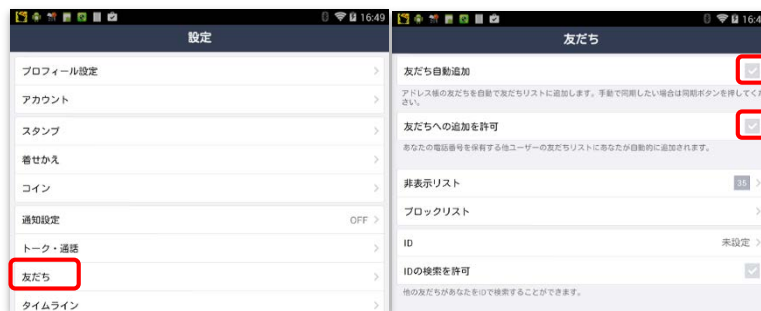 16:49
設定
プロフィール設定
アカウント
スタンプ
着せかえ
コイン
通知設定 OFF
トーク・通話
友だち
タイムライン
16:4
友だち
友だち自動追加
アドレス帳の友だちを自動で友だちリストに追加します。手動で同期したい場合は同期ボタンを押してくだ
さい。
友だちへの追加を許可
あなたの電話番号を保有する他ユーザーの友だちリストにあなたが自動的に追加されます。
非表示リスト 35
ブロックリスト
ID 未設定
IDの検索を許可
他の友だちがあなたをIDで検索することができます。